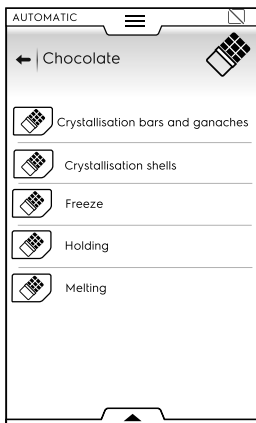 AUTOMATIC
Chocolate
Crystallisation bars and ganaches
Crystallisation shells
Freeze
Holding
Melting